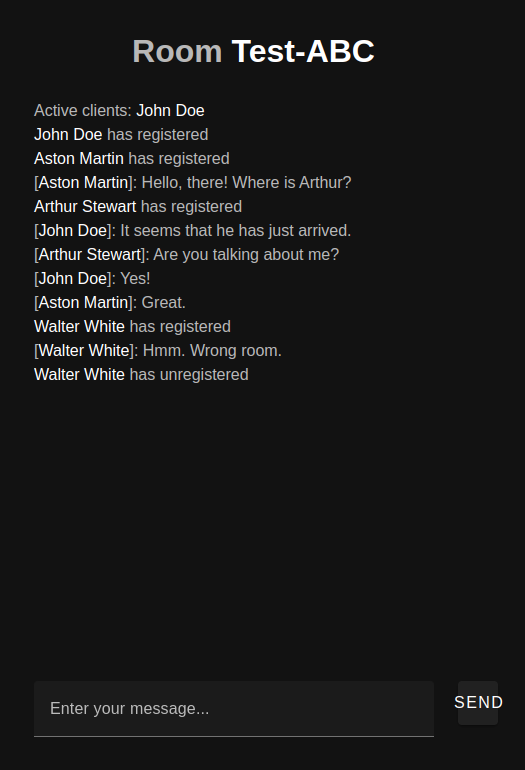 Room Test-ABC
Active clients: John Doe
John Doe has registered
Aston Martin has registered
[Aston Martin]: Hello, there! Where is Arthur?
Arthur Stewart has registered
[John Doe]: It seems that he has just arrived.
[Arthur Stewart]: Are you talking about me?
[John Doe]: Yes!
[Aston Martin]: Great.
Walter White has registered
[Walter White]: Hmm. Wrong room.
Walter White has unregistered
Enter your message...
SEND